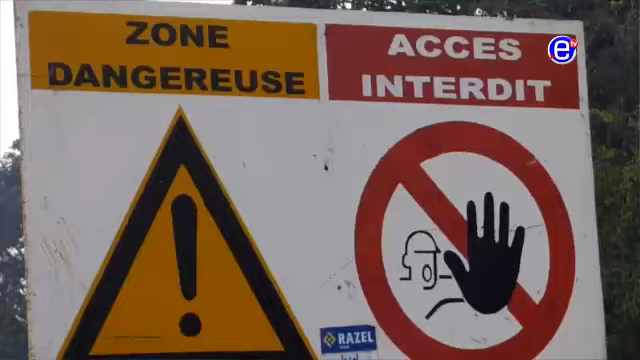 ZONE
DANGEREUSE
ACCES
INTERDIT
RAZEL